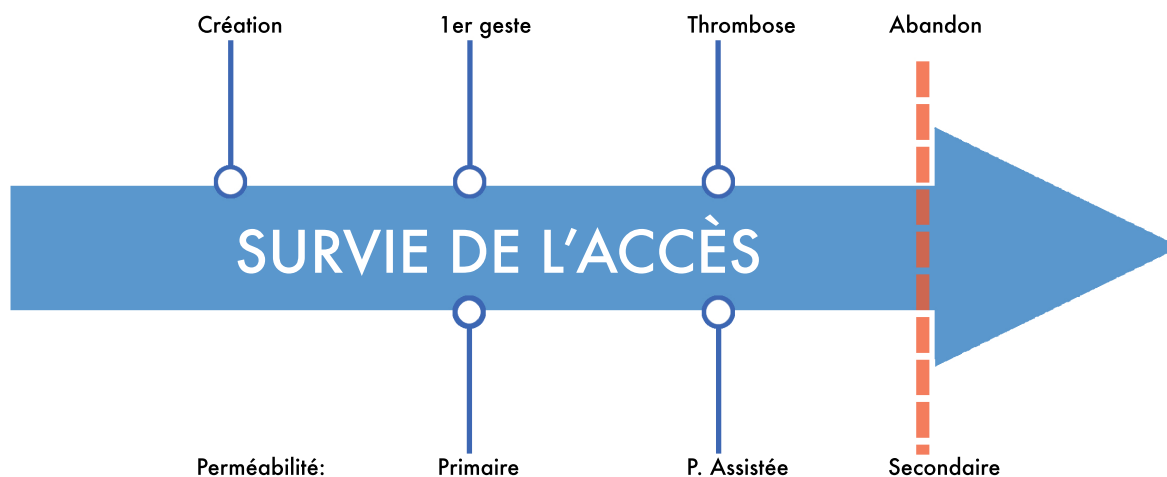 Création 1er geste Thrombose Abandon
SURVIE DE L’ACCÈS
Perméabilité: Primaire P. Assistée Secondaire